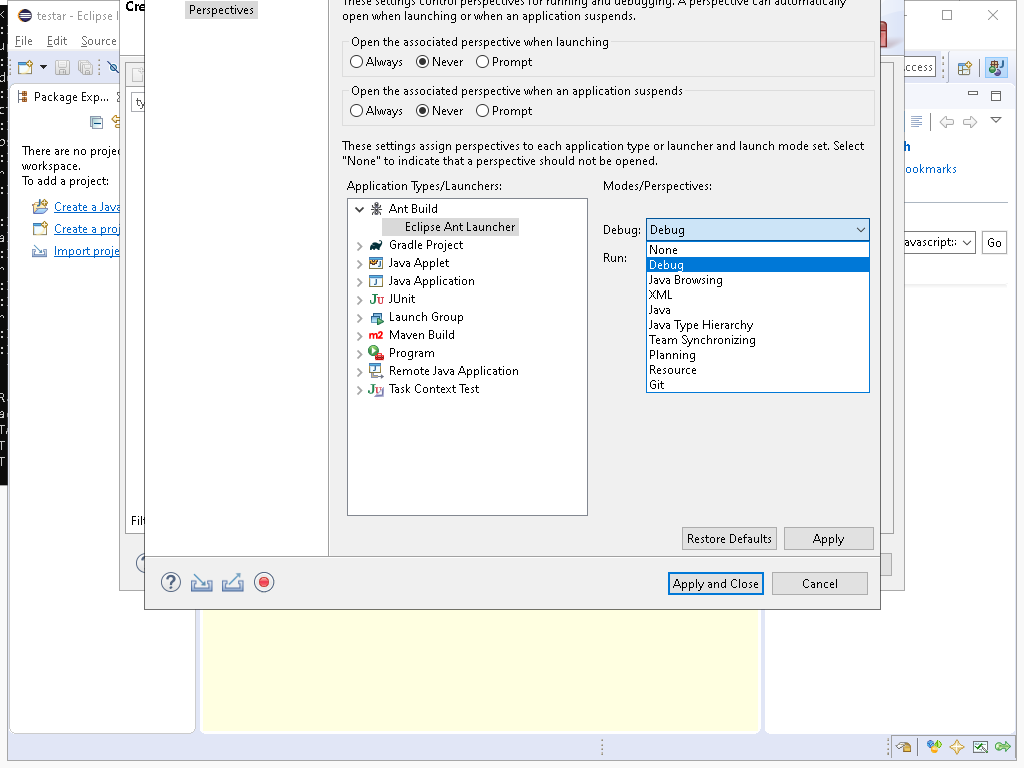 testar - Eclipse I
Cre
Perspectives
These settings control perspectives for running and debugging. A perspective can automatically
open when launching or when an application suspends.
File Edit Source
Open the associated perspective when launching
Always Never Prompt
Package Exp...
Open the associated perspective when an application suspends
Always Never Prompt
There are no
workspace.
To add a project:
Create a Java
Create a
Import
These settings assign perspectives to each application type or launcher and launch mode set. Select
"None" to indicate that a perspective should not be opened.
Application Types/Launchers:
Modes/Perspectives:
Ant Build
Eclipse Ant Launcher
Gradle Project
Java Applet
Java Application
JUnit
Launch Group
m2 Maven Build
Program
Remote Java Application
Task Context Test
Debug: Debug
Run:
None
Debug
Java Browsing
XML
Java
Java Type Hierarchy
Team Synchronizing
Planning
Resource
Git
Restore Defaults Apply
Apply and Close Cancel
ccess
ookmarks
avascript:
Go
Filt